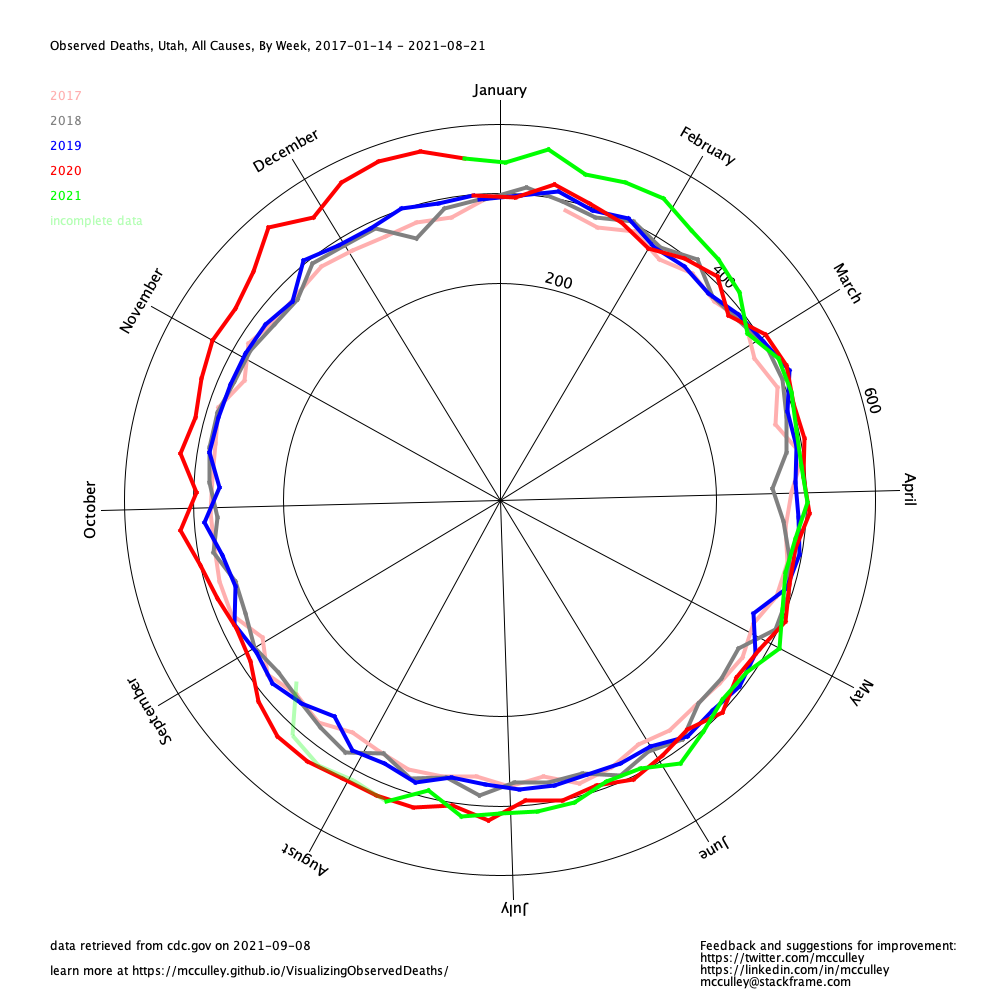 Observed Deaths, Utah, All Causes, By Week, 2017-01-14 - 2021-08-21
January
2017
2018
2019
2020
2021
incomplete data
December
February
November
March
200
400
600
October
April
September
May
August
June
July
data retrieved from cdc.gov on 2021-09-08
learn more at https://mcculley.github.io/VisualizingObservedDeaths/
Feedback and suggestions for improvement:
https://twitter.com/mcculley
https://linkedin.com/in/mcculley
mcculley@stackframe.com